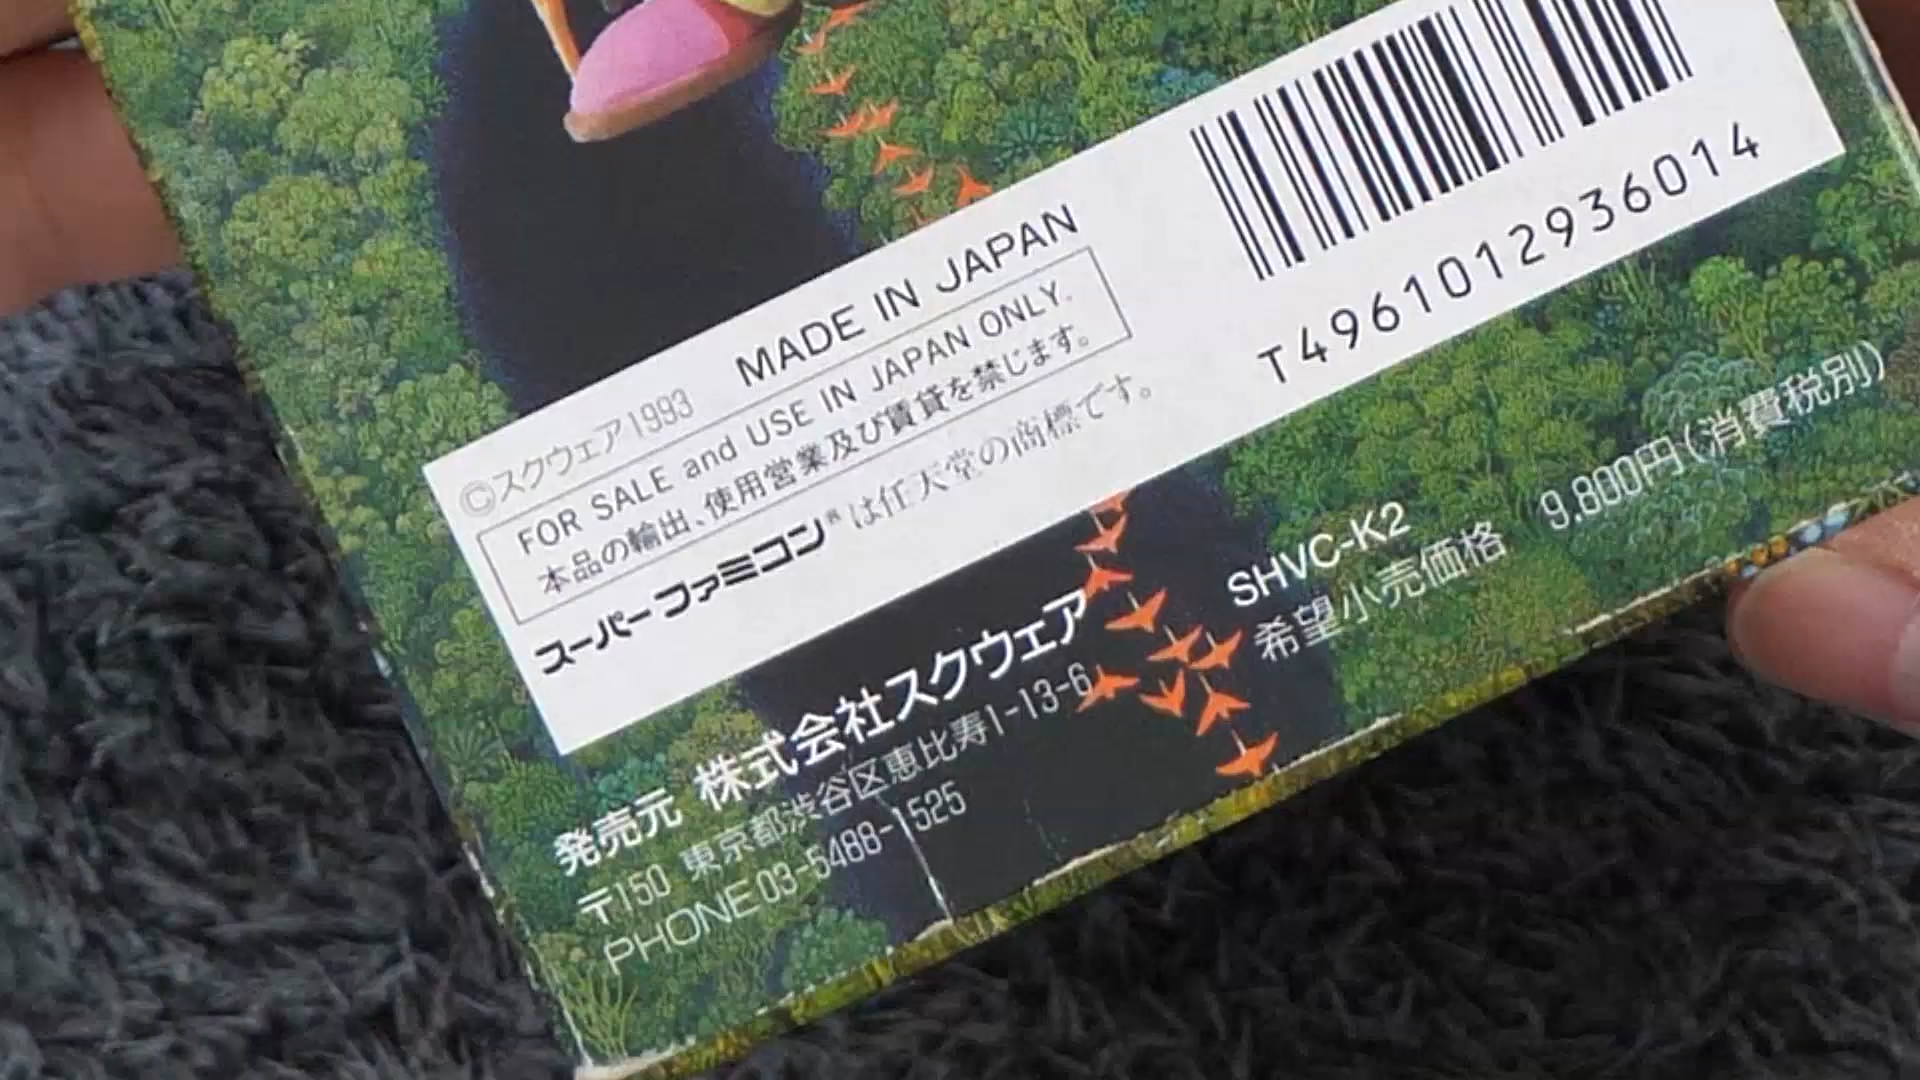 T4961012936014
©スクウェア1993 MADE IN JAPAN
FOR SALE and USE IN JAPAN ONLY.
本品の輸出、使用営業及び賃貸を禁じます。
スーパーファミコン®は任天堂の商標です。
発売元 株式会社スクウェア
〒150 東京都渋谷区恵比寿1-13-6
PHONE 03-5488-1525
SHVC-K2
希望小売価格 9,800円(消費税別)